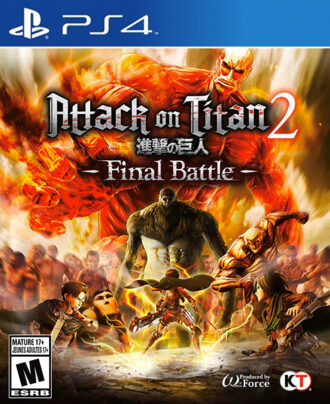 PS4
Attack on Titan 2
進撃の巨人
- Final Battle -
MATURE 17+
JEUNES ADULTES 17+
M
ESRB
Produced by
ω-Force
KT